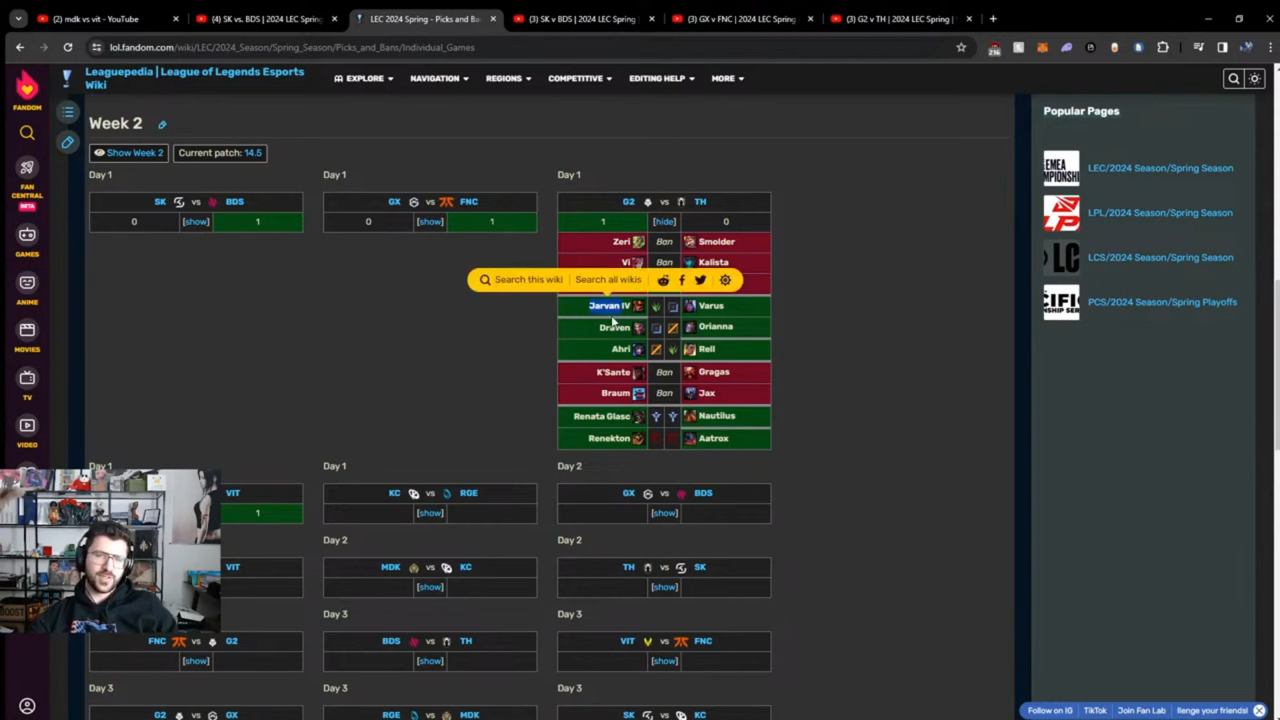 (2) mdk vs - YouTube
(4) SK vs. BDS | 2024 LEC Spring
LEC 2024 Spring - Picks and Ba
(3) SK v BDS | 2024 LEC Spring
(3) GX v FNC | 2024 LEC Spring
(3) G2 v TH | 2024 LEC Spring
lol.fandom.com/wiki/LEC/2024_Season/Spring_Season/Picks_and_Bans/Individual_Games
214
FANDOM
Leaguepedia | League of Legends Esports
Wiki
EXPLORE
NAVIGATION
REGIONS
COMPETITIVE
EDITING HELP
MORE
FAN
CENTRAL
BETA
GAMES
ANIME
MOVIES
TV
VIDEO
Week 2
Show Week 2
Current patch: 14.5
Day 1
Day 1
Day 1
SK vs BDS
GX vs FNC
G2 vs TH
0 [show] 1
0 [show] 1
1 [hide] 0
Zeri Ban Smolder
Vi Ban Kalista
Search this wiki
Search all wikis
Jarvan IV Varus
Draven Orianna
Ahri Rell
K'Sante Ban Gragas
Braum Ban Jax
Renata Glasc Nautilus
Renekton Aatrox
Day 1
Day 1
Day 2
VIT
KC vs RGE
GX vs BDS
1
[show]
[show]
Day 2
Day 2
VIT
MDK vs KC
TH vs SK
[show]
[show]
Day 3
Day 3
FNC vs G2
BDS vs TH
VIT vs FNC
[show]
[show]
[show]
Day 3
Day 3
Day 3
G2 vs GX
RGE vs MDK
SK vs KC
Popular Pages
EMEA
MPIONSHIP
LEC/2024 Season/Spring Season
LPL/2024 Season/Spring Season
LC
LCS/2024 Season/Spring Season
CIFIC
PCS/2024 Season/Spring Playoffs
BOOST
Follow on IG
TikTok
Join Fan Lab
llenge your friends!